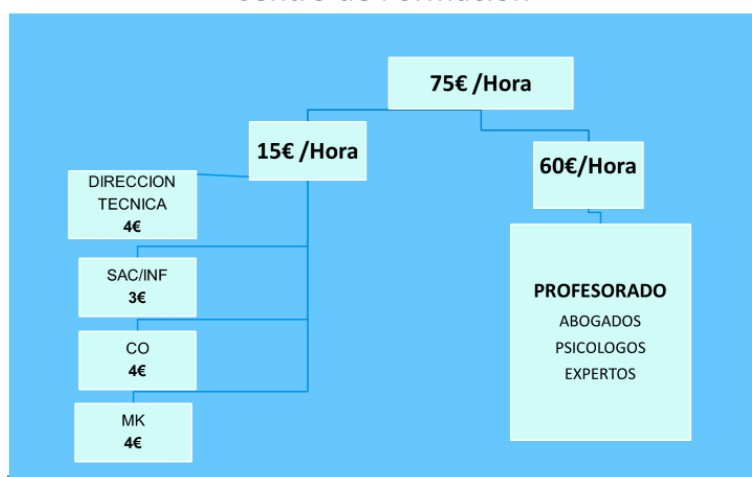 75€ /Hora
15€ /Hora
60€/Hora
DIRECCION
TECNICA
4€
SAC/INF
3€
CO
4€
MK
4€
PROFESORADO
ABOGADOS
PSICOLOGOS
EXPERTOS